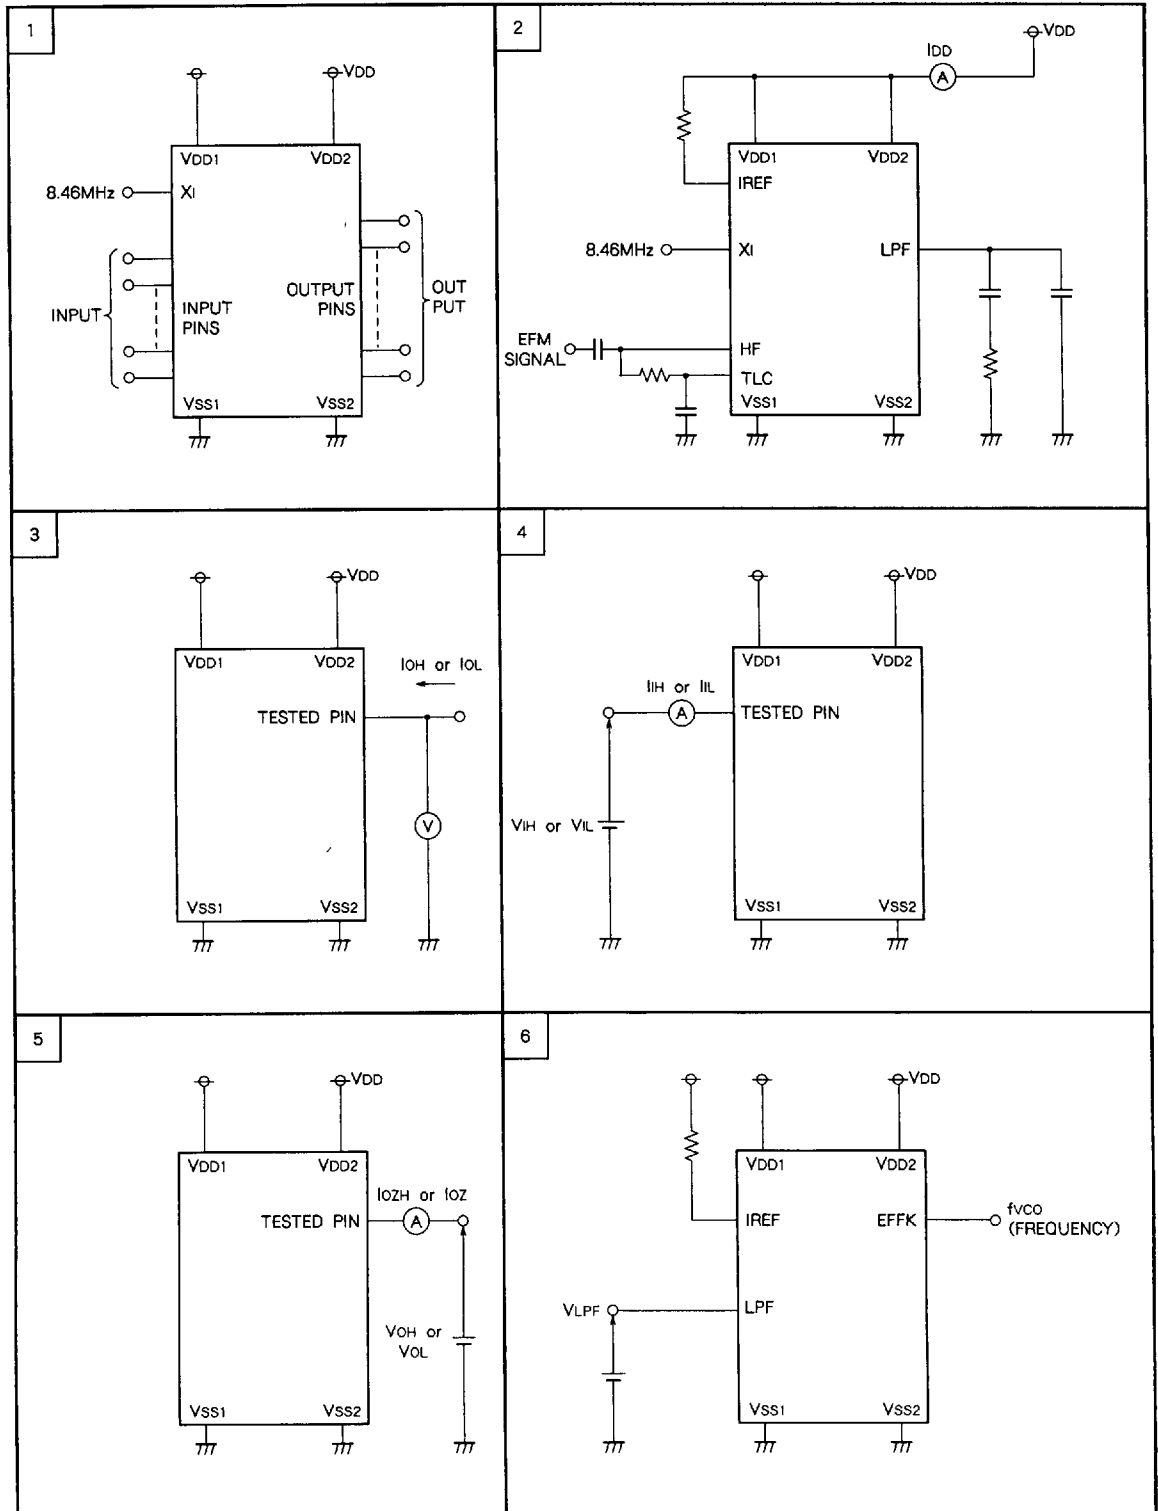 1
VDD
VDD1
VDD2
8.46MHz
XI
INPUT
INPUT
PINS
OUTPUT
PINS
OUT
PUT
VSS1
VSS2
2
IDD
VDD
A
VDD1
VDD2
IREF
8.46MHz
XI
LPF
EFM
SIGNAL
HF
TLC
VSS1
VSS2
3
VDD
VDD1
VDD2
IOH or IOL
TESTED PIN
V
VSS1
VSS2
4
VDD
VDD1
VDD2
IIH or IIL
A
TESTED PIN
VIH or VIL
VSS1
VSS2
5
VDD
VDD1
VDD2
IOZH or IOZ
TESTED PIN
A
VOH or
VOL
VSS1
VSS2
6
VDD
VDD1
VDD2
IREF
EFFK
fVCO
(FREQUENCY)
VLPF
LPF
VSS1
VSS2